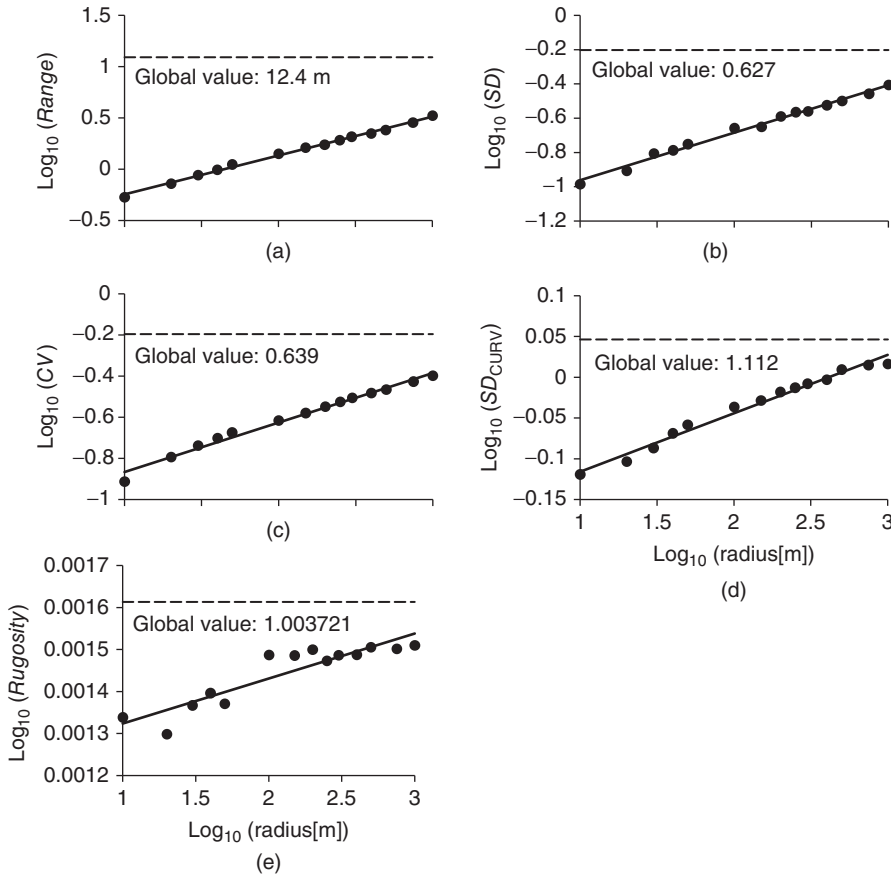 1.5
1
0.5
0
−0.5
Log10 (Range)
Global value: 12.4 m
(a)
0
−0.2
−0.4
−0.6
−0.8
−1
−1.2
Log10 (SD)
Global value: 0.627
(b)
0
−0.2
−0.4
−0.6
−0.8
−1
Log10 (CV)
Global value: 0.639
(c)
0.1
0.05
0
−0.05
−0.1
−0.15
Log10 (SDCURV)
Global value: 1.112
1 1.5 2 2.5 3
Log10 (radius[m])
(d)
0.0017
0.0016
0.0015
0.0014
0.0013
0.0012
Log10 (Rugosity)
Global value: 1.003721
1 1.5 2 2.5 3
Log10 (radius[m])
(e)